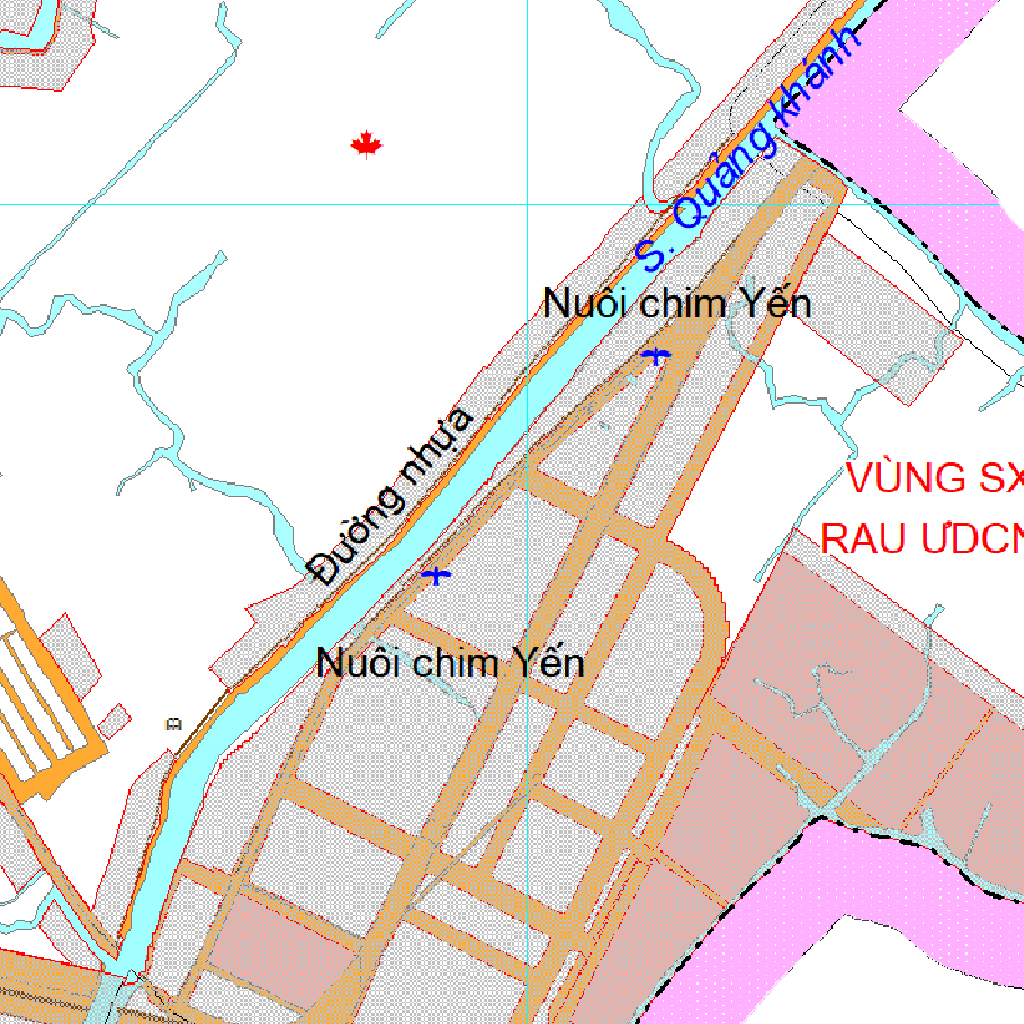 S. Quảng khánh
Nuôi chim Yến
Đường nhựa
VÙNG SX
RAU ƯDCN
Nuôi chim Yến